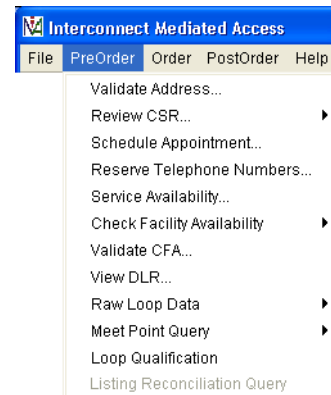 Interconnect Mediated Access
File PreOrder Order PostOrder Help
Validate Address...
Review CSR...
Schedule Appointment...
Reserve Telephone Numbers...
Service Availability...
Check Facility Availability
Validate CFA...
View DLR...
Raw Loop Data
Meet Point Query
Loop Qualification
Listing Reconciliation Query